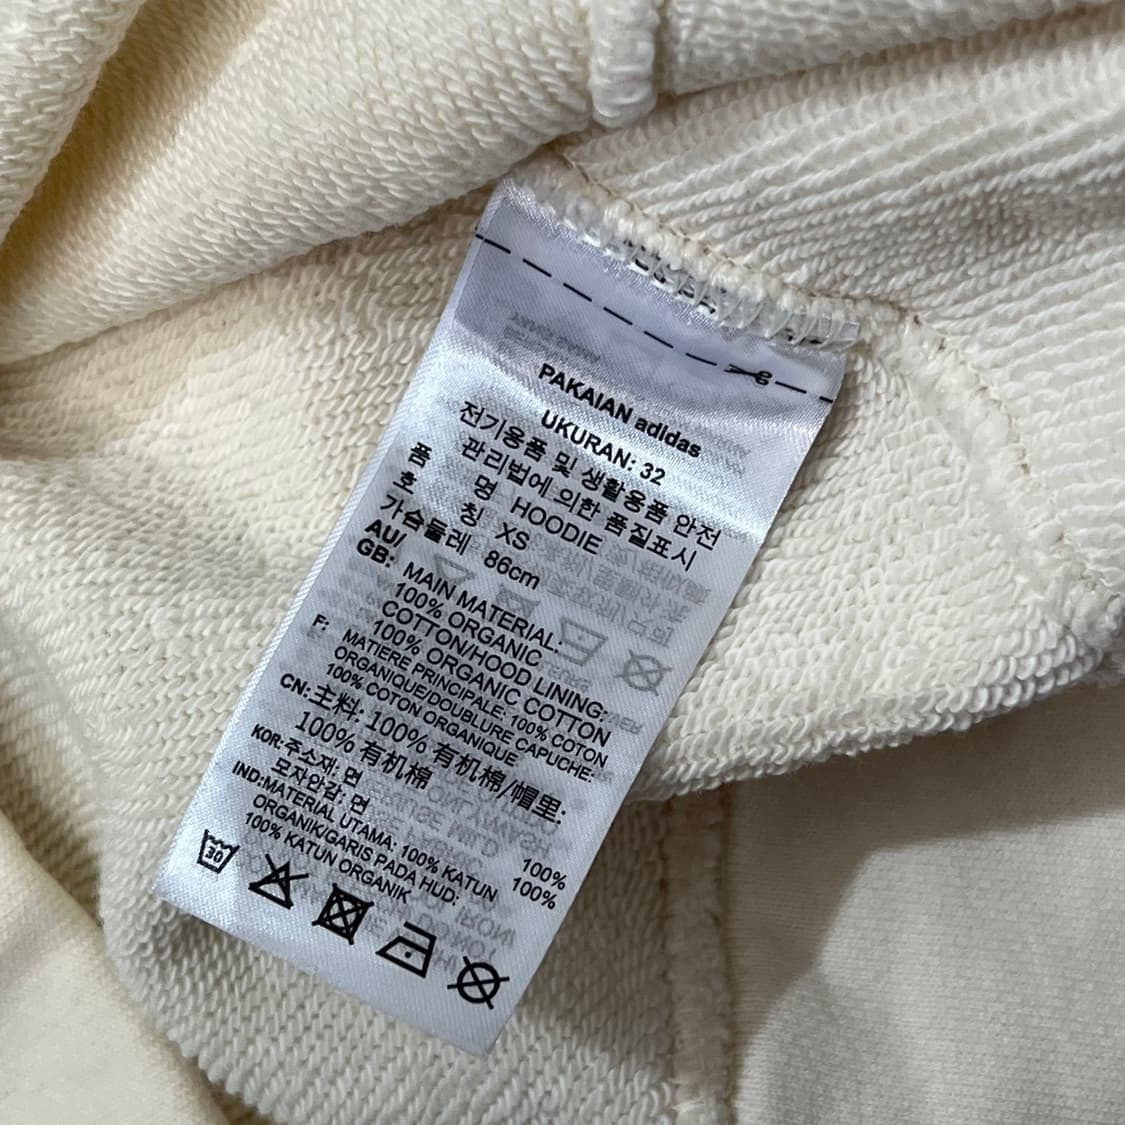 PAKAIAN adidas
UKURAN: 32
전기용품 및 생활용품 안전
관리법에 의한 품질표시
품 명 HOODIE
호 칭 XS
가슴둘레 86cm
AU/
GB: MAIN MATERIAL:
100% ORGANIC
COTTON/HOOD LINING:
100% ORGANIC COTTON
F: MATIERE PRINCIPALE: 100% COTON
ORGANIQUE/DOUBLURE CAPUCHE:
100% COTON ORGANIQUE
CN: 主料: 100% 有机棉/帽里:
100% 有机棉
KOR: 주소재: 면 100%
모자안감: 면 100%
IND:MATERIAL UTAMA: 100% KATUN
ORGANIK/GARIS PADA HUD:
100% KATUN ORGANIK
30